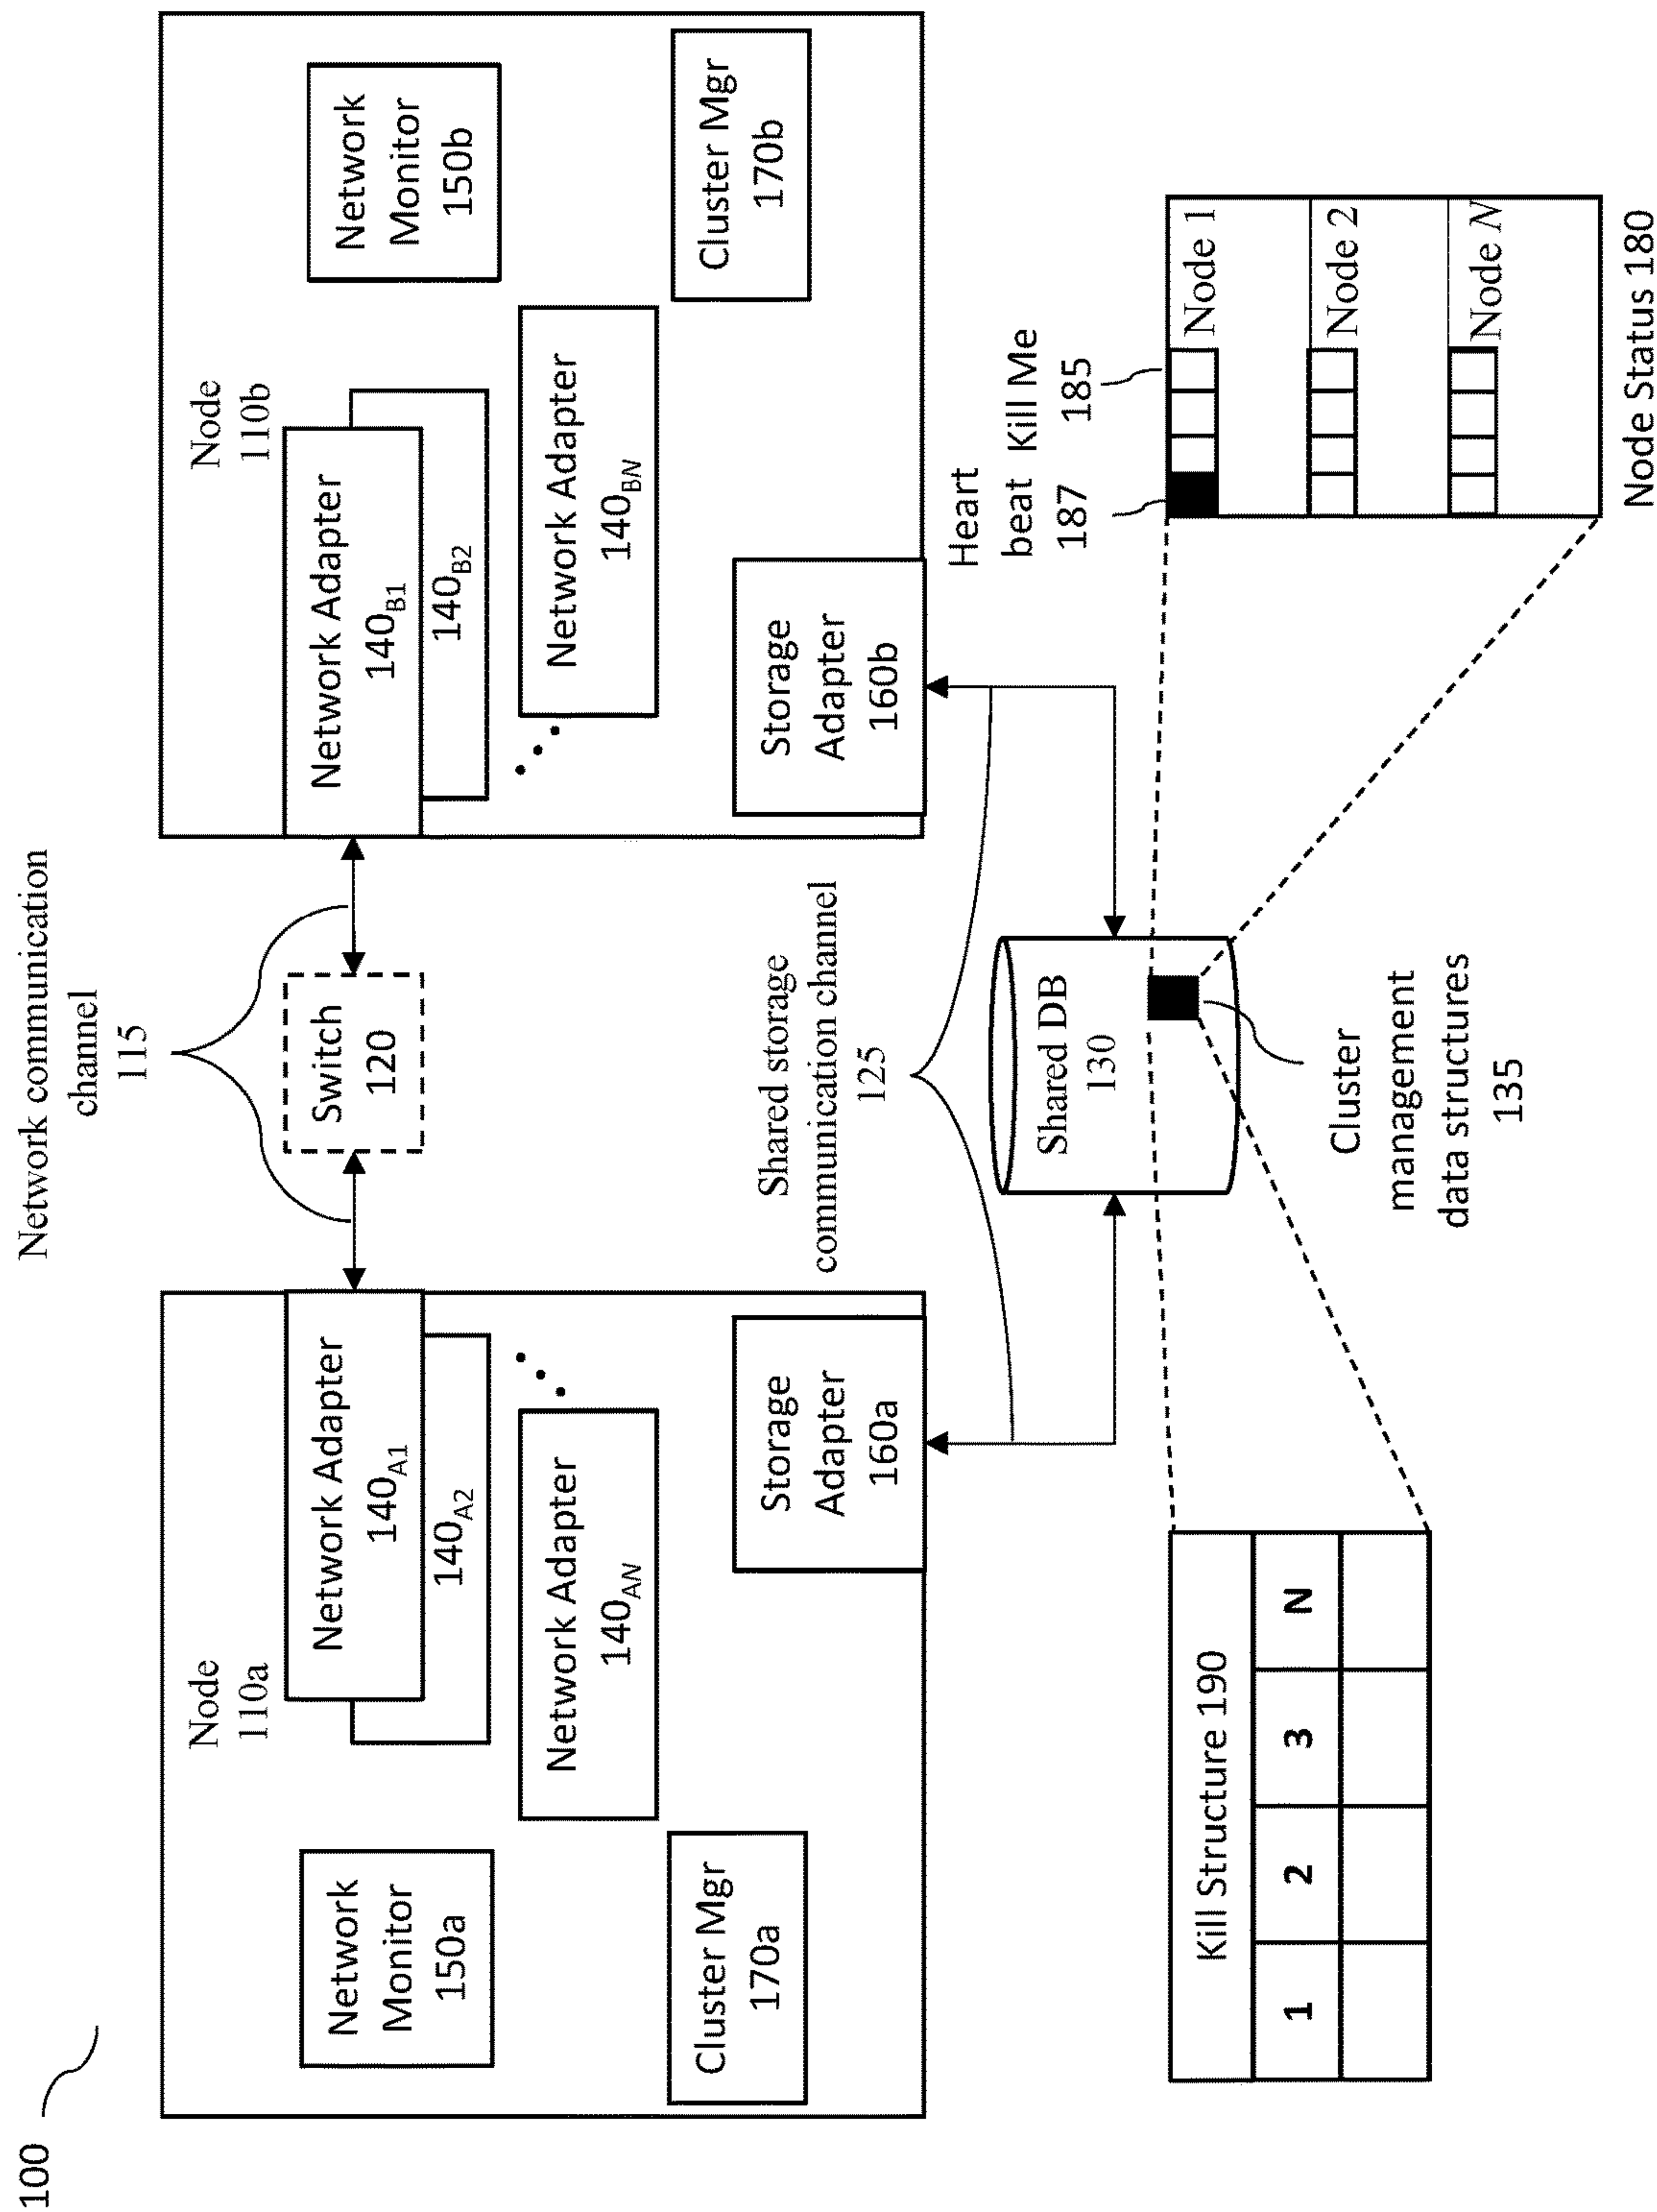 100
Network communication
channel
115
Node
110a
Network Adapter
140A1
140A2
Network Adapter
140AN
Network
Monitor
150a
Cluster Mgr
170a
Storage
Adapter
160a
Switch
120
Node
110b
Network Adapter
140B1
140B2
Network Adapter
140BN
Network
Monitor
150b
Cluster Mgr
170b
Storage
Adapter
160b
Shared storage
communication channel
125
Shared DB
130
Cluster
management
data structures
135
Kill Structure 190
1 2 3 N
Heart
beat
187
Kill Me
185
Node 1
Node 2
Node N
Node Status 180